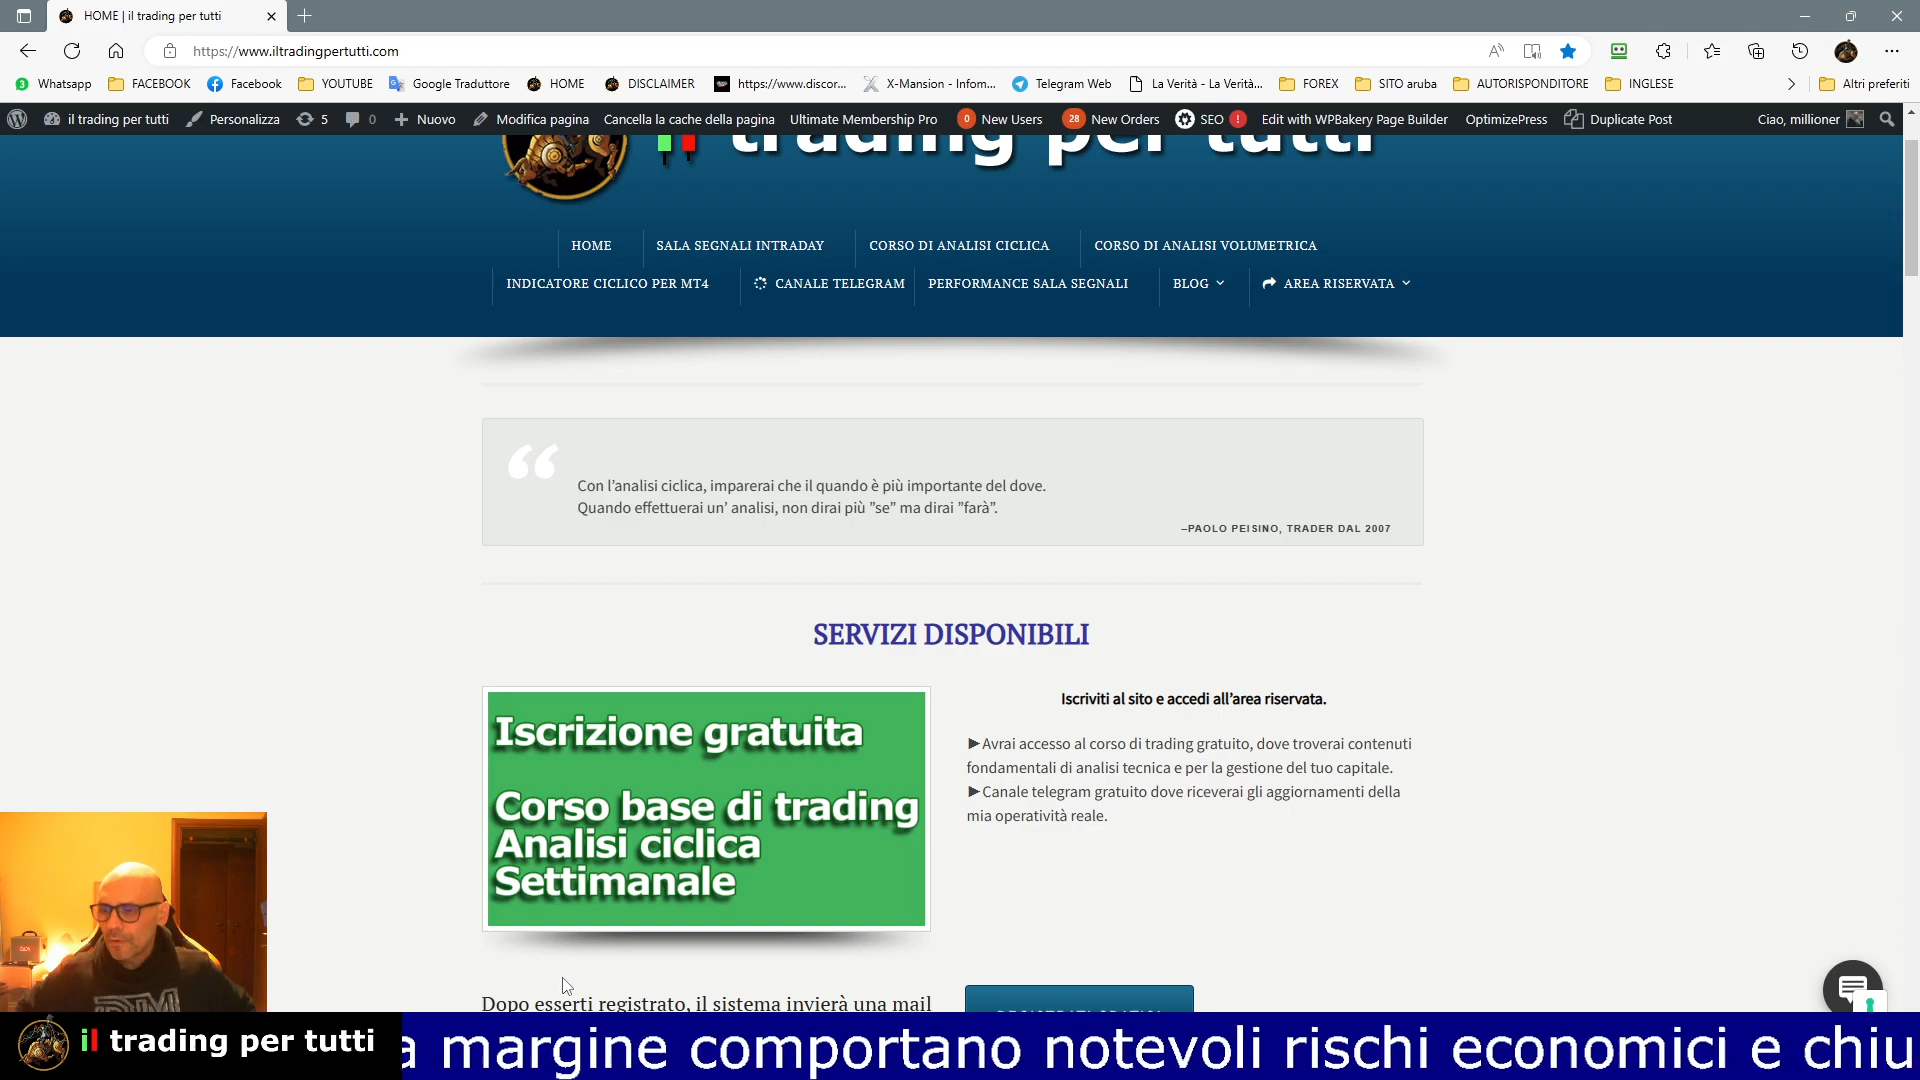 HOME | il trading per tutti
https://www.iltradingpertutti.com
Whatsapp FACEBOOK Facebook YOUTUBE Google Traduttore HOME DISCLAIMER https://www.discor... X-Mansion - Infom... Telegram Web La Verità - La Verità... FOREX SITO aruba AUTORISPONDITORE INGLESE Altri preferiti
il trading per tutti Personalizza 5 0 Nuovo Modifica pagina Cancella la cache della pagina Ultimate Membership Pro 0 New Users 28 New Orders SEO ! Edit with WPBakery Page Builder OptimizePress Duplicate Post Ciao, millioner
trading per tutti
HOME SALA SEGNALI INTRADAY CORSO DI ANALISI CICLICA CORSO DI ANALISI VOLUMETRICA
INDICATORE CICLICO PER MT4 CANALE TELEGRAM PERFORMANCE SALA SEGNALI BLOG AREA RISERVATA
Con l’analisi ciclica, imparerai che il quando è più importante del dove.
Quando effettuerai un’ analisi, non dirai più ”se” ma dirai ”farà”.
–PAOLO PEISINO, TRADER DAL 2007
SERVIZI DISPONIBILI
Iscrizione gratuita
Corso base di trading
Analisi ciclica
Settimanale
Iscriviti al sito e accedi all’area riservata.
►Avrai accesso al corso di trading gratuito, dove troverai contenuti
fondamentali di analisi tecnica e per la gestione del tuo capitale.
►Canale telegram gratuito dove riceverai gli aggiornamenti della
mia operatività reale.
Dopo esserti registrato, il sistema invierà una mail
il trading per tutti
a margine comportano notevoli rischi economici e chiu